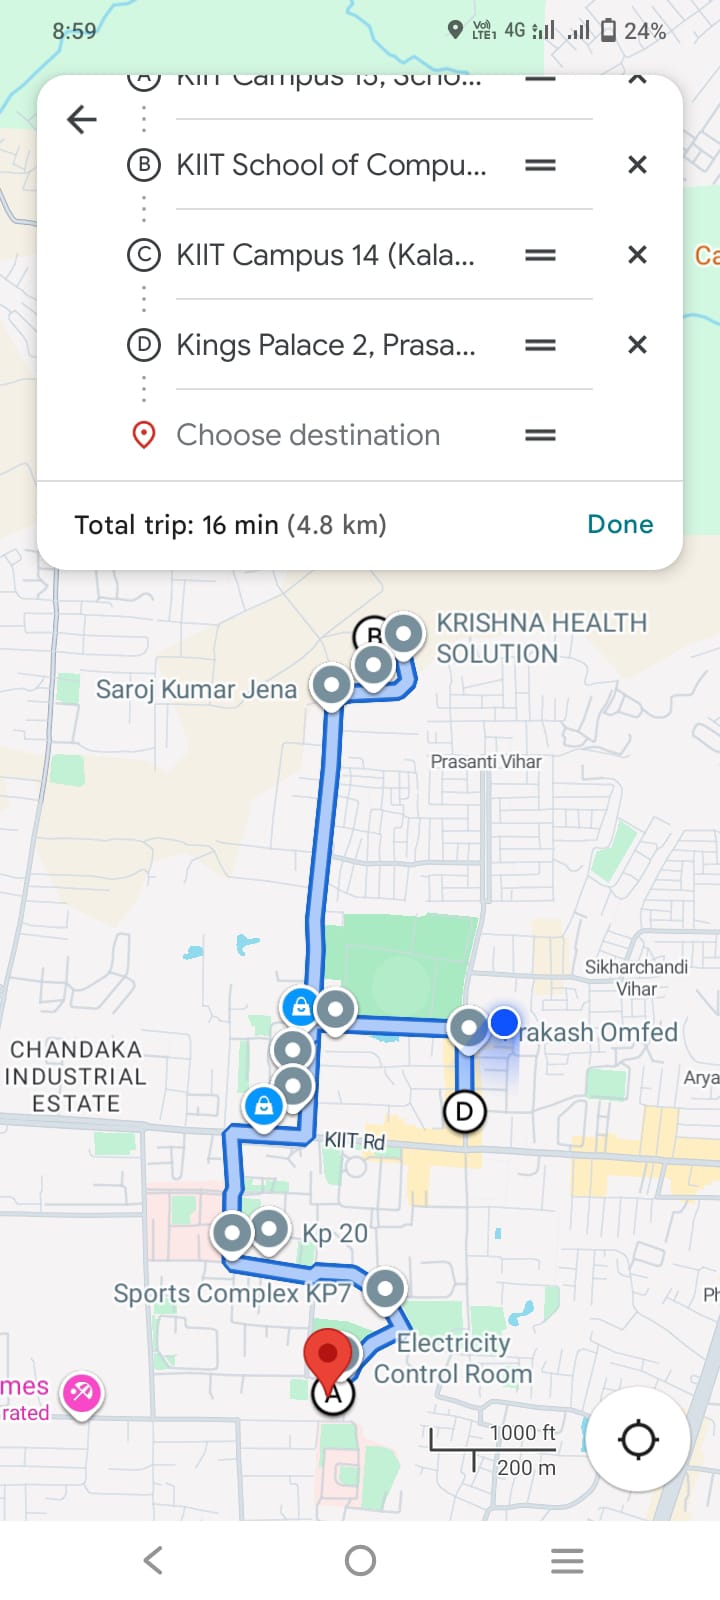 8:59
Vo)) LTE1 4G 24%
A KIIT Campus 15, Scho...
B KIIT School of Compu...
C KIIT Campus 14 (Kala...
D Kings Palace 2, Prasa...
Choose destination
Total trip: 16 min (4.8 km)
Done
Ca
B
KRISHNA HEALTH
SOLUTION
Saroj Kumar Jena
Prasanti Vihar
Sikharchandi
Vihar
rakash Omfed
CHANDAKA
INDUSTRIAL
ESTATE
Arya
D
KIIT Rd
Kp 20
Sports Complex KP7
Ph
Electricity
Control Room
mes
rated
A
1000 ft
200 m